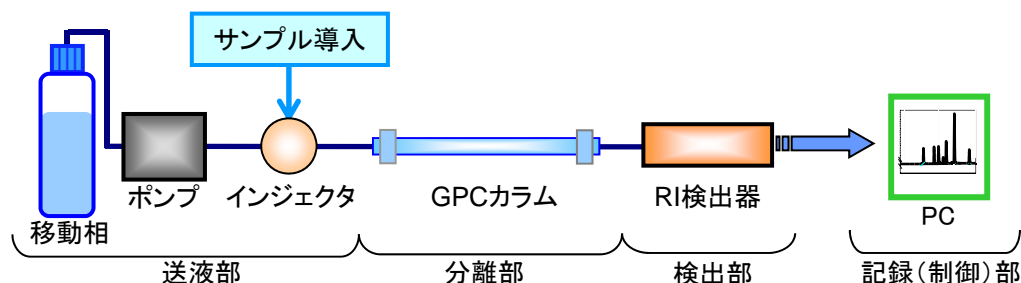 サンプル導入
ポンプ
インジェクタ
GPCカラム
RI検出器
PC
移動相
送液部
分離部
検出部
記録(制御)部